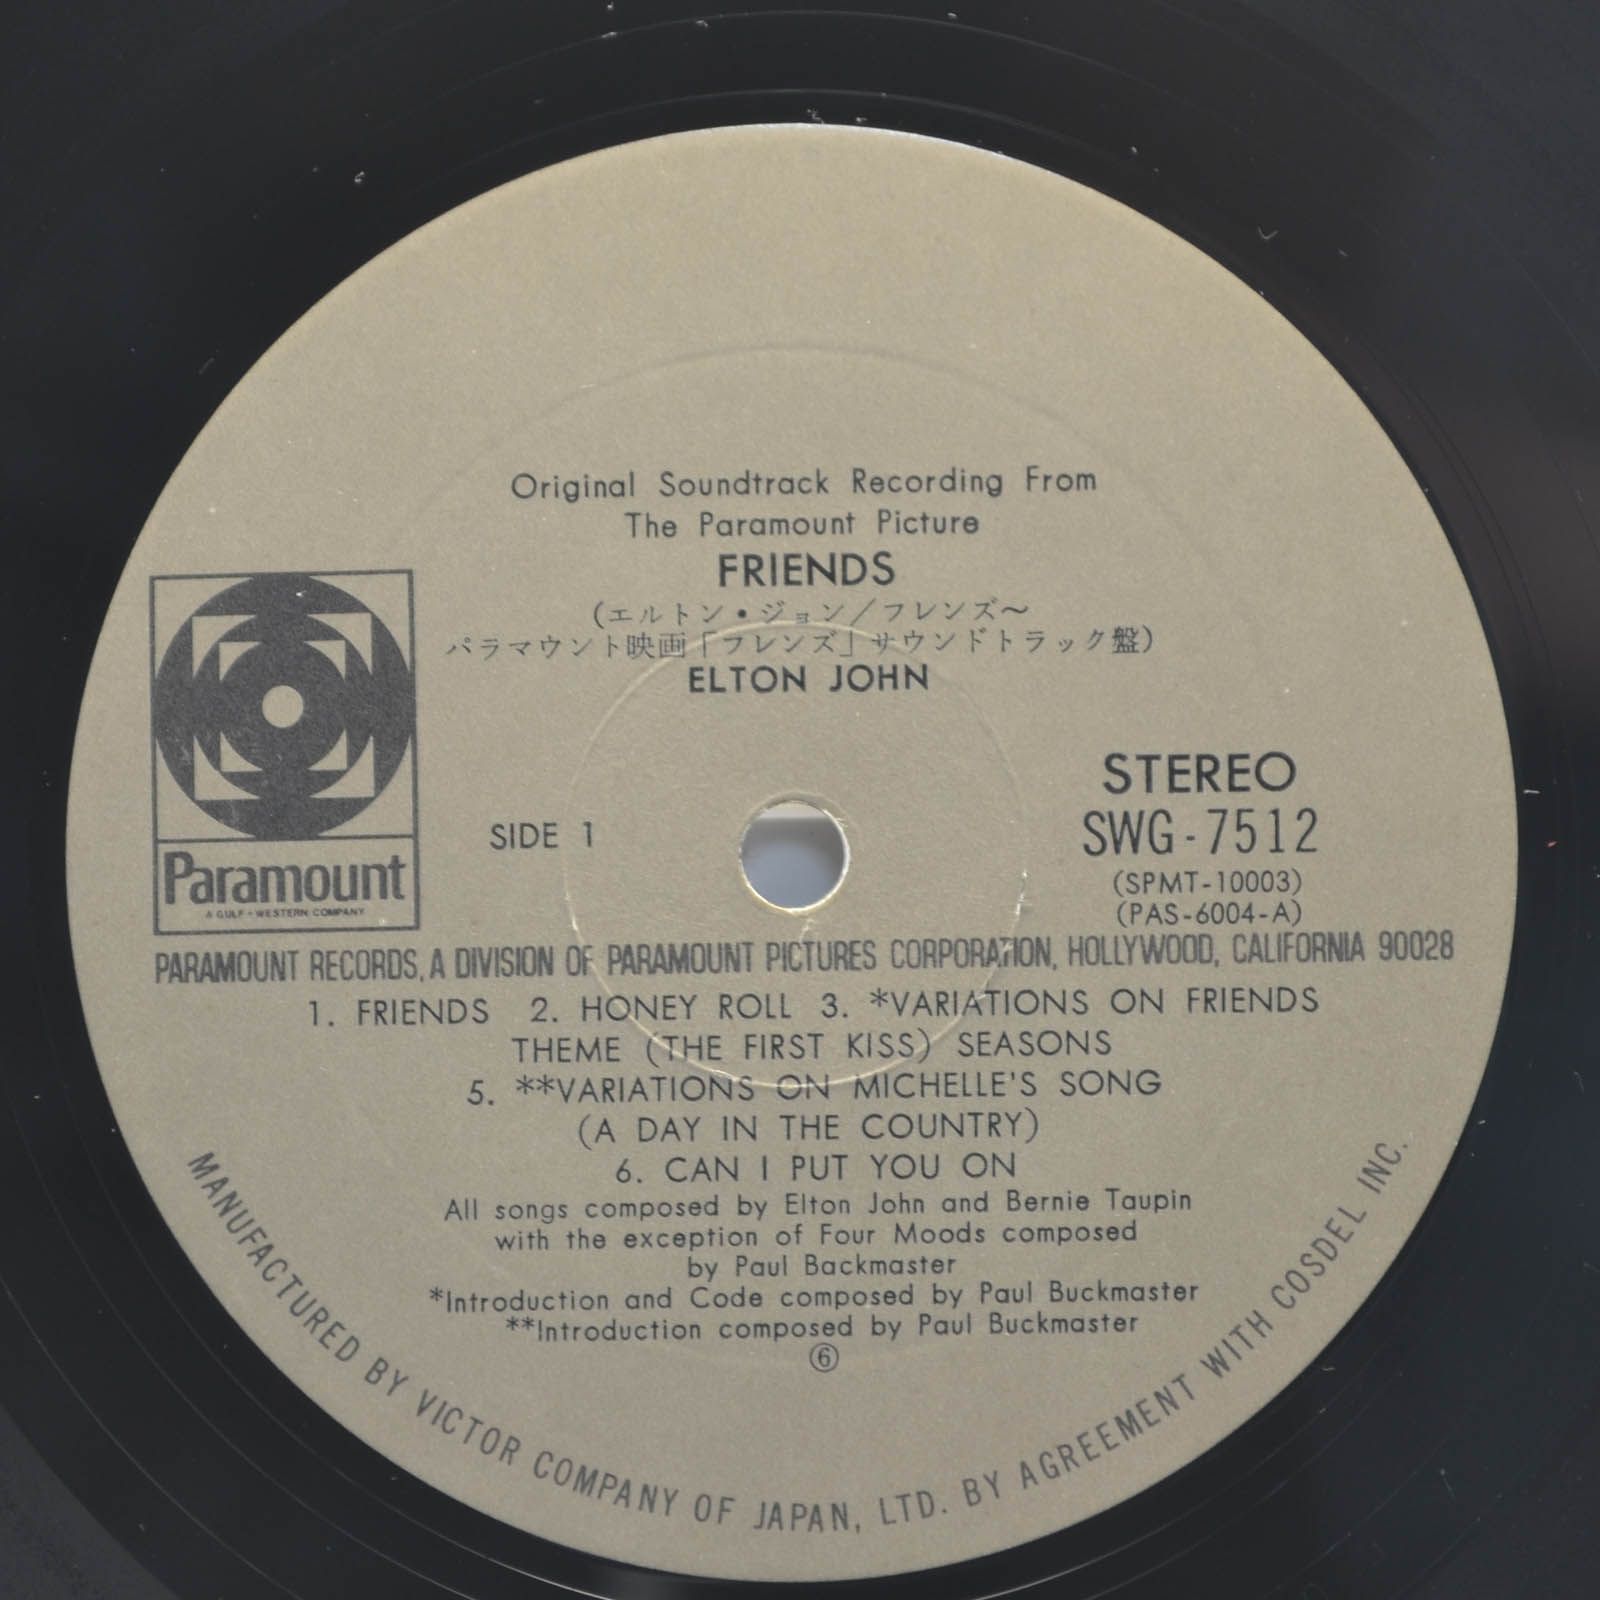 Original Soundtrack Recording From
The Paramount Picture
FRIENDS
(エルトン・ジョン/フレンズ〜
パラマウント映画「フレンズ」サウンドトラック盤)
ELTON JOHN
STEREO
SIDE 1
SWG-7512
(SPMT-10003)
(PAS-6004-A)
Paramount
A GULF+WESTERN COMPANY
PARAMOUNT RECORDS, A DIVISION OF PARAMOUNT PICTURES CORPORATION, HOLLYWOOD, CALIFORNIA 90028
1. FRIENDS 2. HONEY ROLL 3. *VARIATIONS ON FRIENDS
THEME (THE FIRST KISS) SEASONS
5. **VARIATIONS ON MICHELLE'S SONG
(A DAY IN THE COUNTRY)
6. CAN I PUT YOU ON
All songs composed by Elton John and Bernie Taupin
with the exception of Four Moods composed
by Paul Backmaster
*Introduction and Code composed by Paul Buckmaster
**Introduction composed by Paul Buckmaster
⑥
MANUFACTURED BY VICTOR COMPANY OF JAPAN, LTD. BY AGREEMENT WITH COSDEL INC.